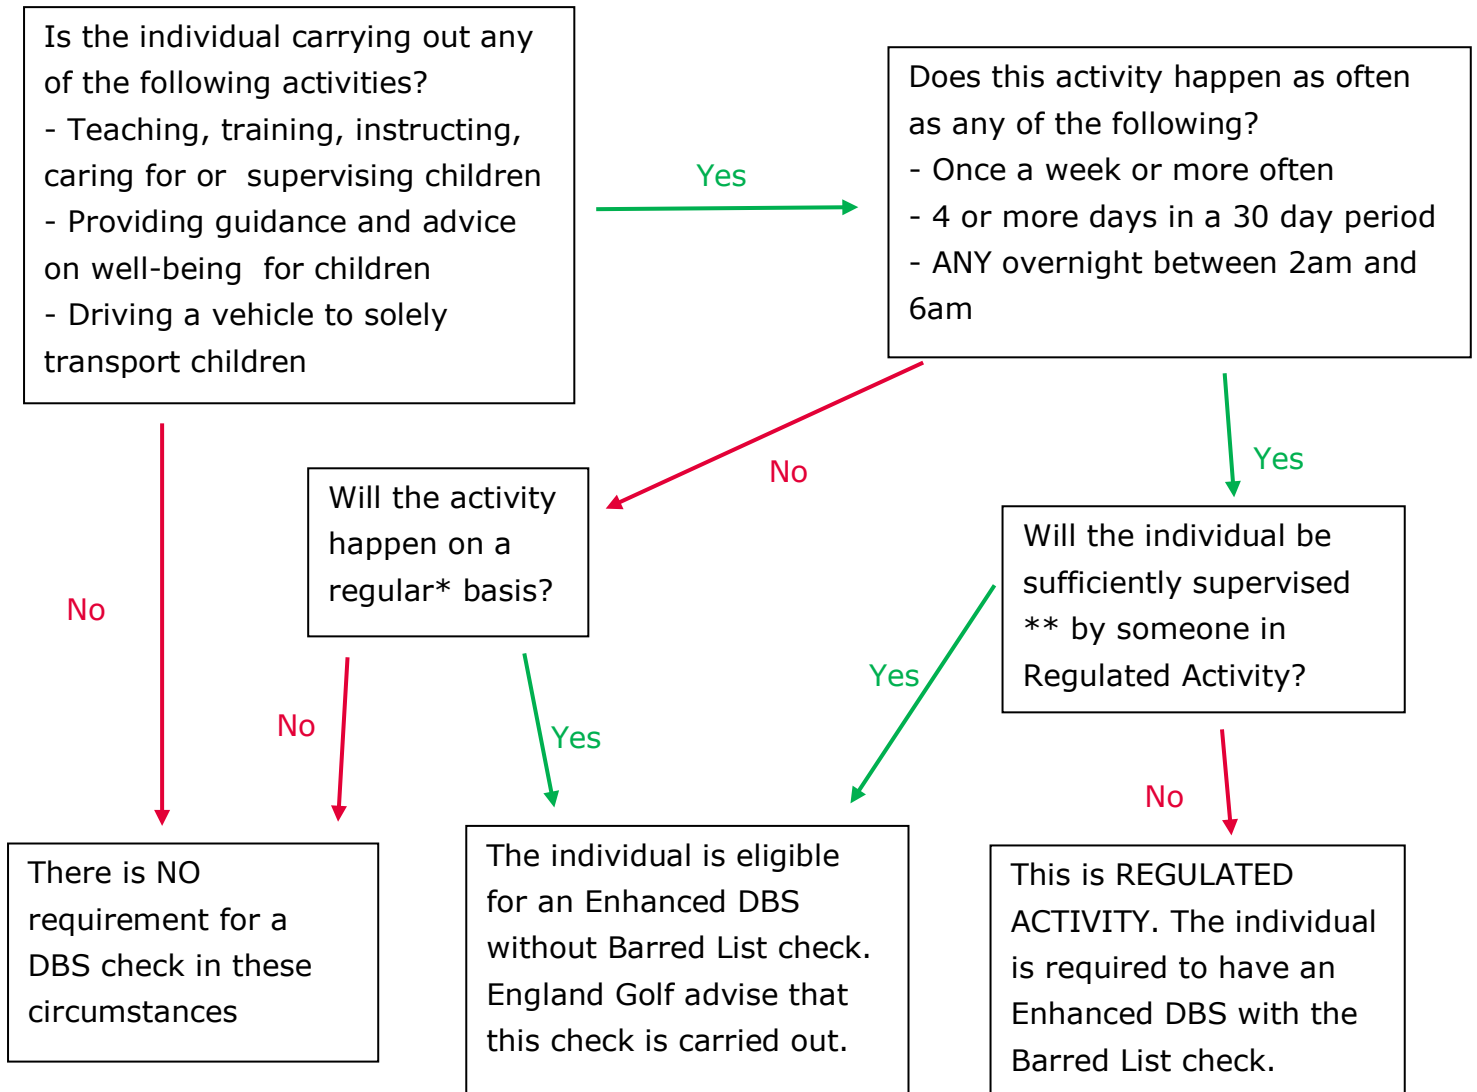 Is the individual carrying out any
of the following activities?
- Teaching, training, instructing,
caring for or  supervising children
- Providing guidance and advice
on well-being  for children
- Driving a vehicle to solely
transport children
Yes
Does this activity happen as often
as any of the following?
- Once a week or more often
- 4 or more days in a 30 day period
- ANY overnight between 2am and
6am
No
No
Yes
Will the activity
happen on a
regular* basis?
Will the individual be
sufficiently supervised
** by someone in
Regulated Activity?
No
Yes
Yes
No
There is NO
requirement for a
DBS check in these
circumstances
The individual is eligible
for an Enhanced DBS
without Barred List check.
England Golf advise that
this check is carried out.
This is REGULATED
ACTIVITY. The individual
is required to have an
Enhanced DBS with the
Barred List check.